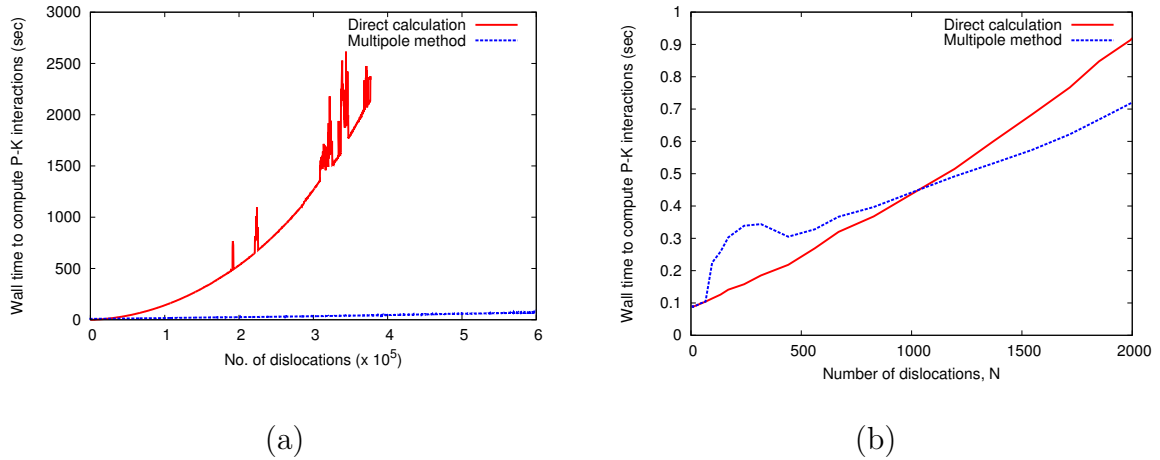 Wall time to compute P-K interactions (sec)
3000
2500
2000
1500
1000
500
0
0 1 2 3 4 5 6
No. of dislocations (x 10⁵)
Direct calculation
Multipole method
(a)
Wall time to compute P-K interactions (sec)
1
0.9
0.8
0.7
0.6
0.5
0.4
0.3
0.2
0.1
0
0 500 1000 1500 2000
Number of dislocations, N
Direct calculation
Multipole method
(b)